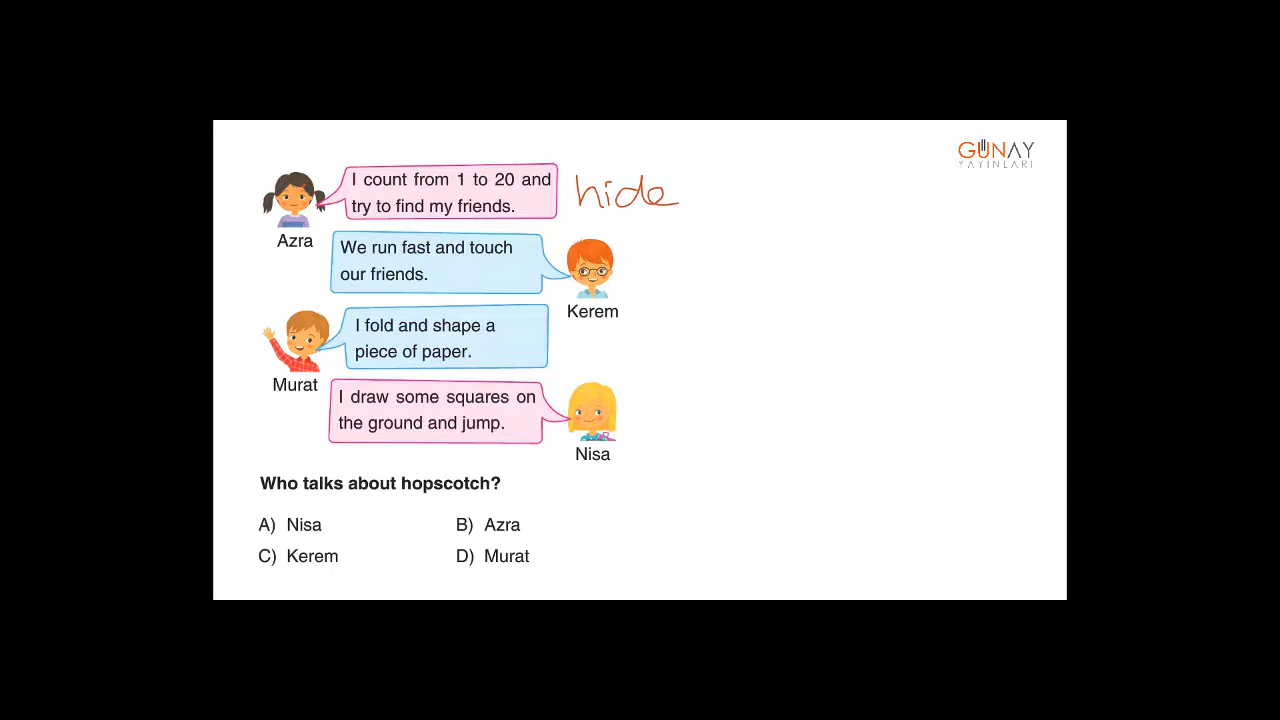 GÜNAY
YAYINLARI
I count from 1 to 20 and
try to find my friends.
hide
Azra
We run fast and touch
our friends.
Kerem
I fold and shape a
piece of paper.
Murat
I draw some squares on
the ground and jump.
Nisa
Who talks about hopscotch?
A) Nisa
B) Azra
C) Kerem
D) Murat